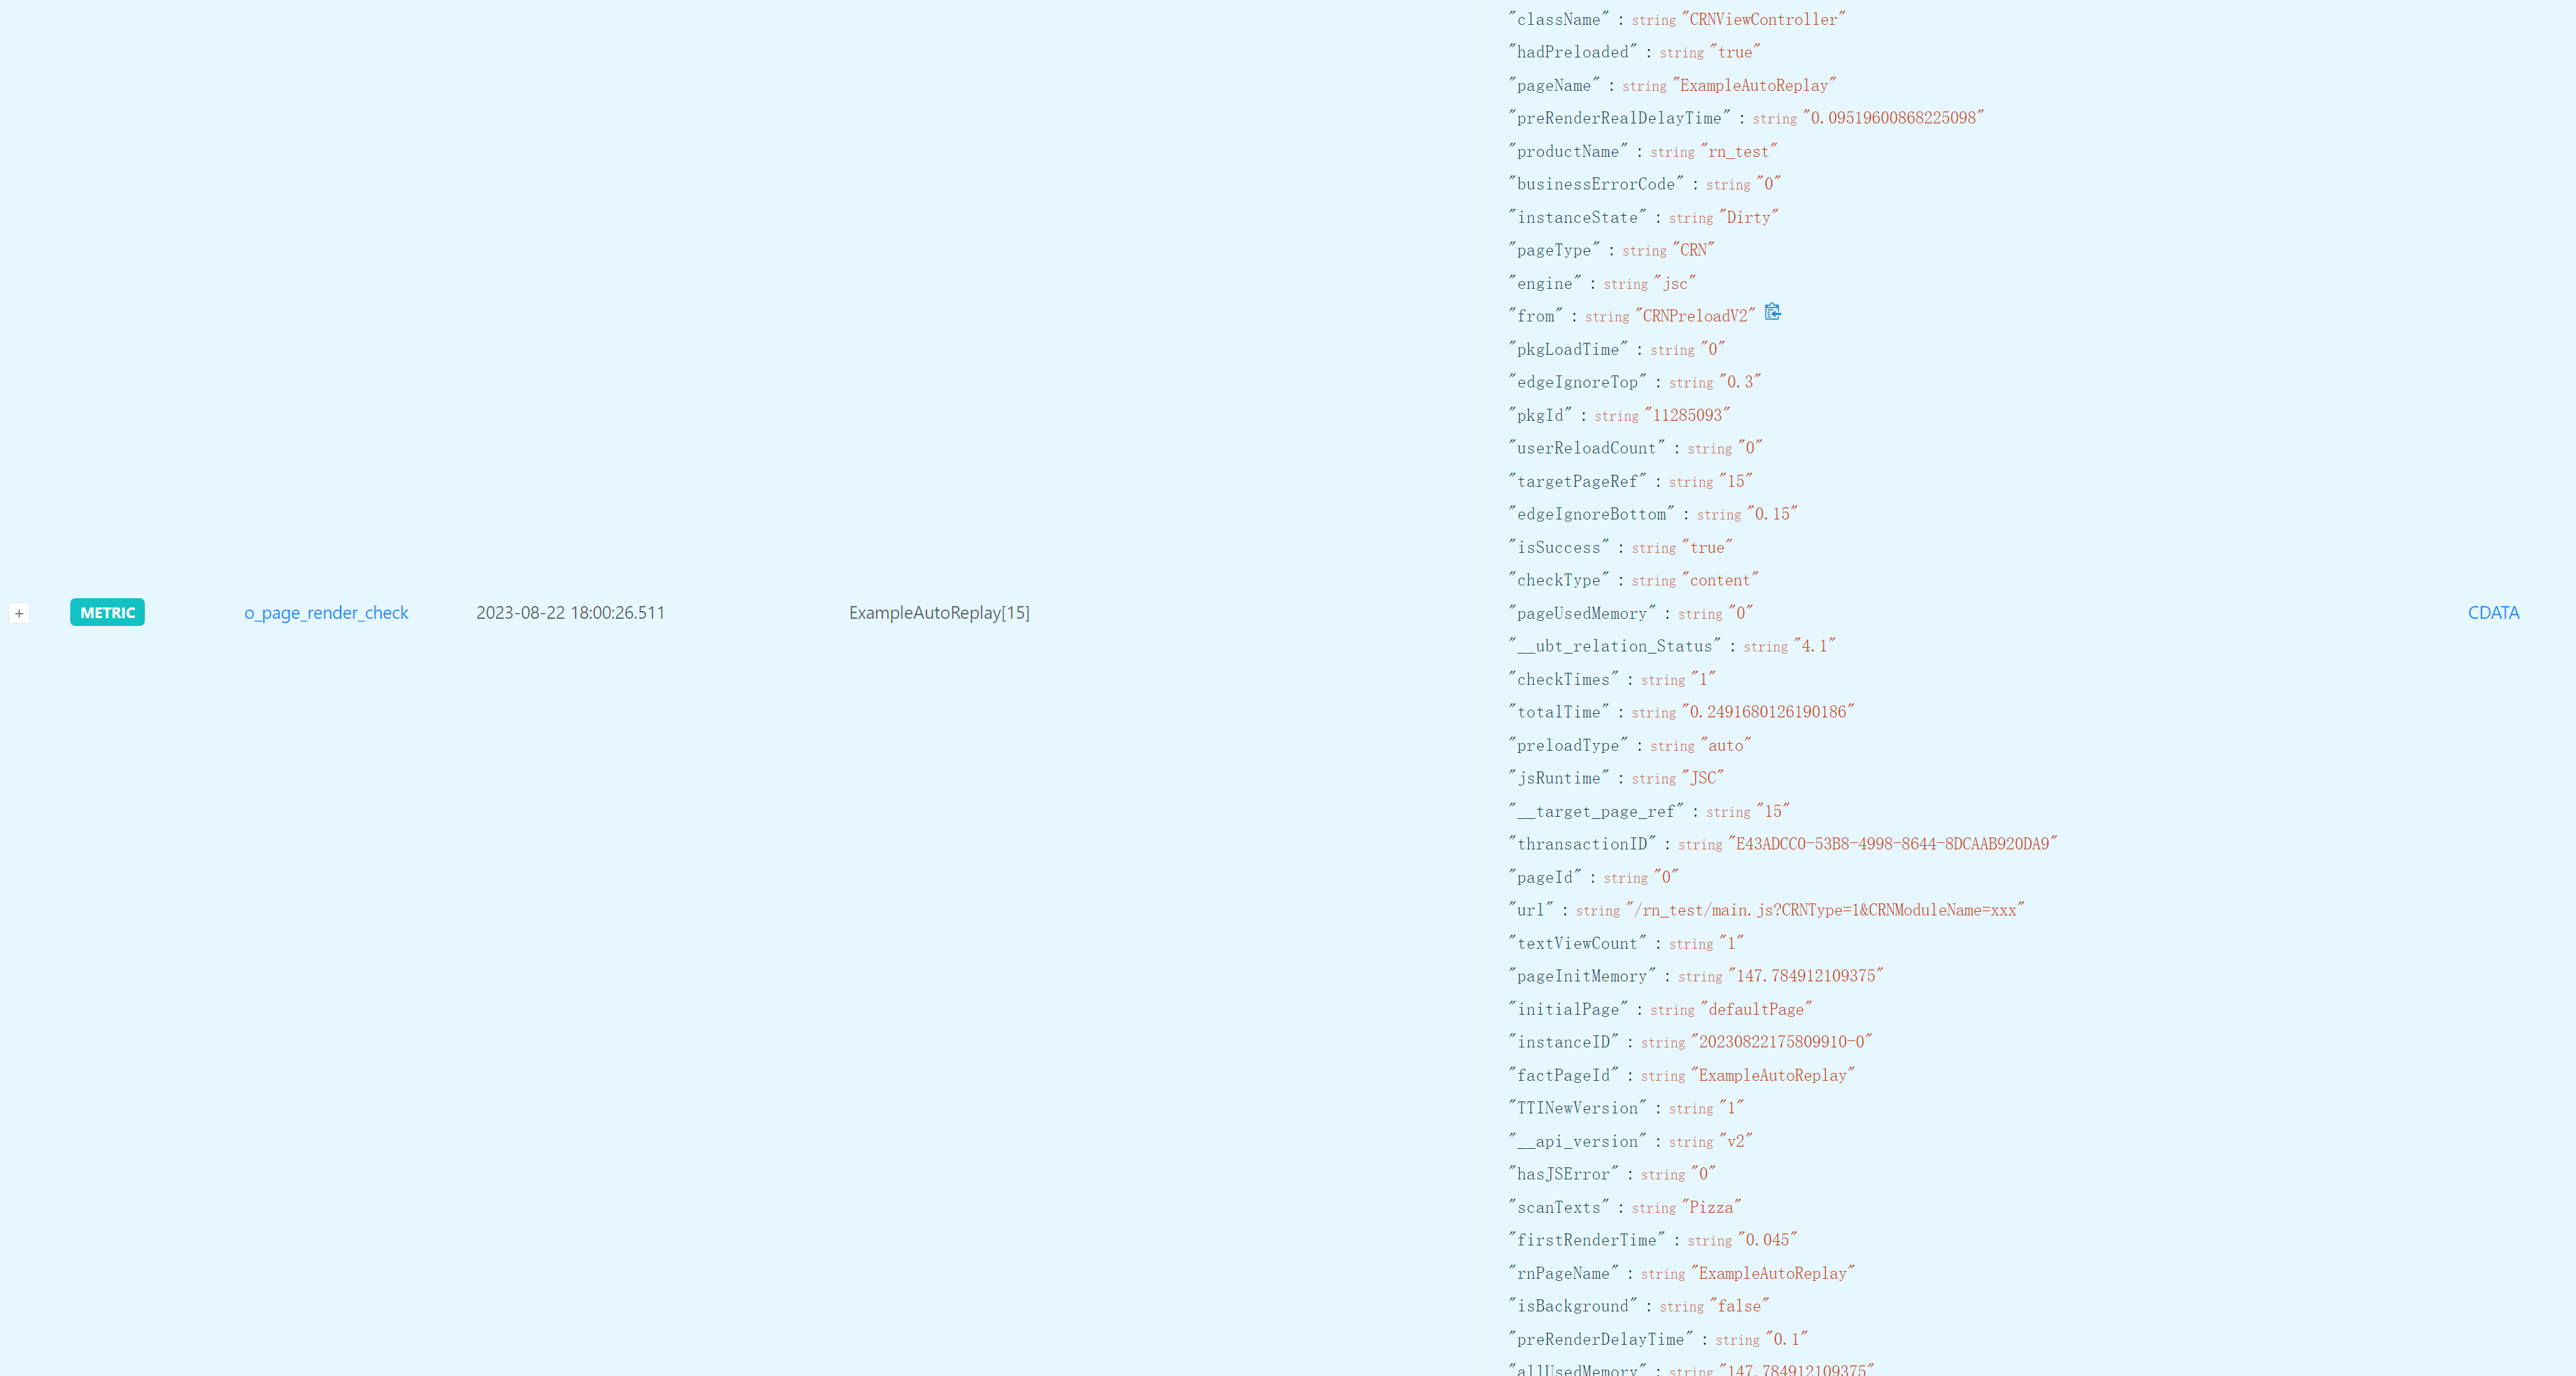 "className" : string "CRNViewController"
"hadPreloaded" : string "true"
"pageName" : string "ExampleAutoReplay"
"preRenderRealDelayTime" : string "0.09519600868225098"
"productName" : string "rn_test"
"businessErrorCode" : string "0"
"instanceState" : string "Dirty"
"pageType" : string "CRN"
"engine" : string "jsc"
"from" : string "CRNPreloadV2"
"pkgLoadTime" : string "0"
"edgeIgnoreTop" : string "0.3"
"pkgId" : string "11285093"
"userReloadCount" : string "0"
"targetPageRef" : string "15"
"edgeIgnoreBottom" : string "0.15"
"isSuccess" : string "true"
"checkType" : string "content"
+ METRIC o_page_render_check 2023-08-22 18:00:26.511 ExampleAutoReplay[15] "pageUsedMemory" : string "0" CDATA
"__ubt_relation_Status" : string "4.1"
"checkTimes" : string "1"
"totalTime" : string "0.2491680126190186"
"preloadType" : string "auto"
"jsRuntime" : string "JSC"
"__target_page_ref" : string "15"
"thransactionID" : string "E43ADCC0-53B8-4998-8644-8DCAAB920DA9"
"pageId" : string "0"
"url" : string "/rn_test/main.js?CRNType=1&CRNModuleName=xxx"
"textViewCount" : string "1"
"pageInitMemory" : string "147.784912109375"
"initialPage" : string "defaultPage"
"instanceID" : string "20230822175809910-0"
"factPageId" : string "ExampleAutoReplay"
"TTINewVersion" : string "1"
"__api_version" : string "v2"
"hasJSError" : string "0"
"scanTexts" : string "Pizza"
"firstRenderTime" : string "0.045"
"rnPageName" : string "ExampleAutoReplay"
"isBackground" : string "false"
"preRenderDelayTime" : string "0.1"
"allUsedMemory" : string "147.784912109375"